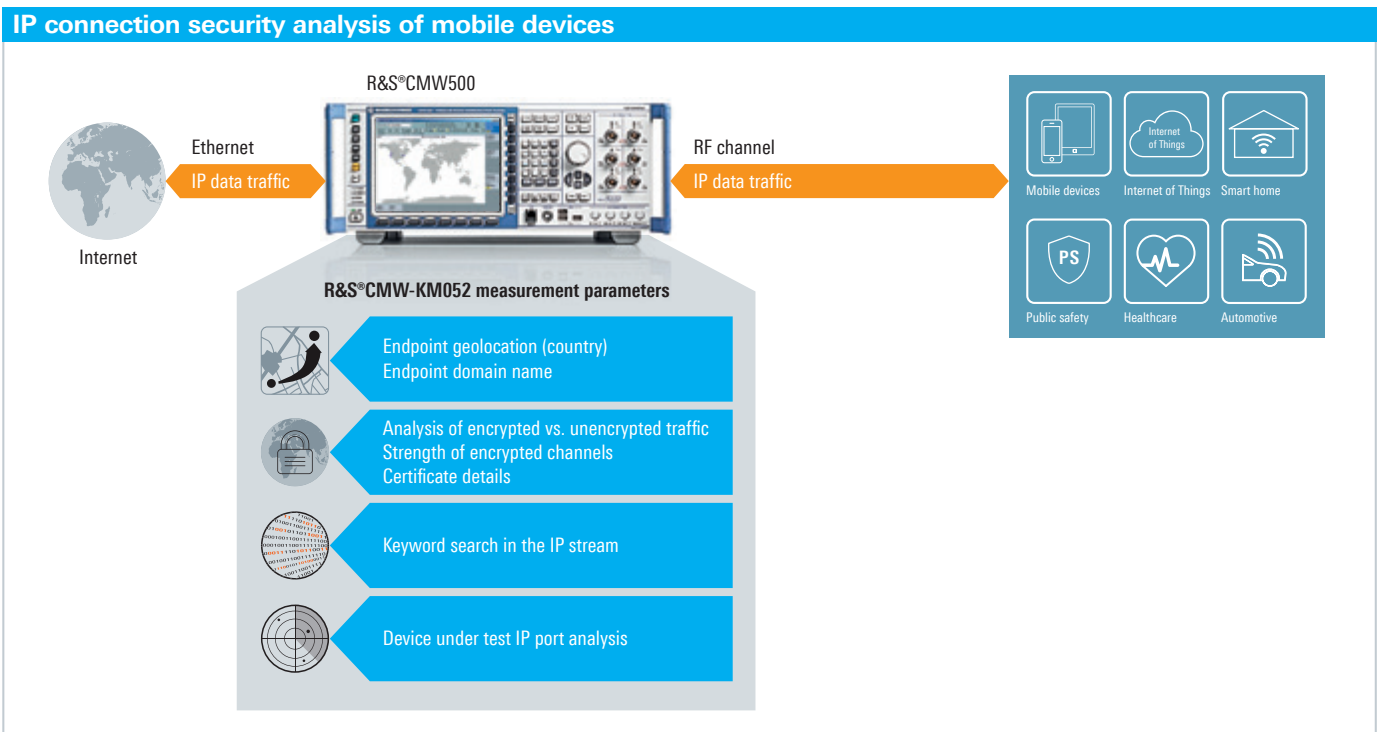 IP connection security analysis of mobile devices
R&S®CMW500
Ethernet
IP data traffic
RF channel
IP data traffic
Internet
Internet
of Things
Mobile devices
Internet of Things
Smart home
PS
Public safety
Healthcare
Automotive
R&S®CMW-KM052 measurement parameters
Endpoint geolocation (country)
Endpoint domain name
Analysis of encrypted vs. unencrypted traffic
Strength of encrypted channels
Certificate details
Keyword search in the IP stream
Device under test IP port analysis